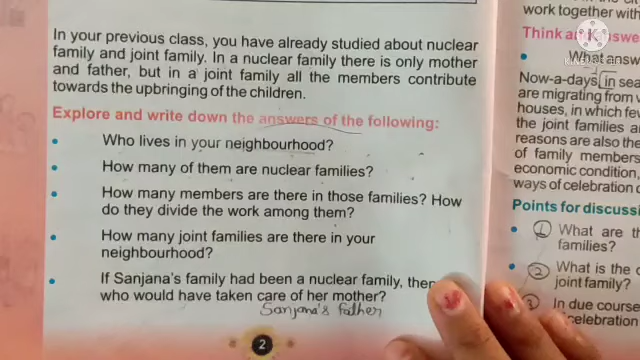 In your previous class, you have already studied about nuclear
family and joint family. In a nuclear family there is only mother
and father, but in a joint family all the members contribute
towards the upbringing of the children.
Explore and write down the answers of the following:
• Who lives in your neighbourhood?
• How many of them are nuclear families?
• How many members are there in those families? How
do they divide the work among them?
• How many joint families are there in your
neighbourhood?
• If Sanjana's family had been a nuclear family, then
who would have taken care of her mother?
Sanjana's father
2
work together with
Think an
• What answ
Now-a-days, in sea
are migrating from
houses, in which few
the joint families a
reasons are also the
of family members
economic condition,
ways of celebration
Points for discussi
• 1 What are th
families?
• 2 What is the
joint family?
3 In due course
celebration
K